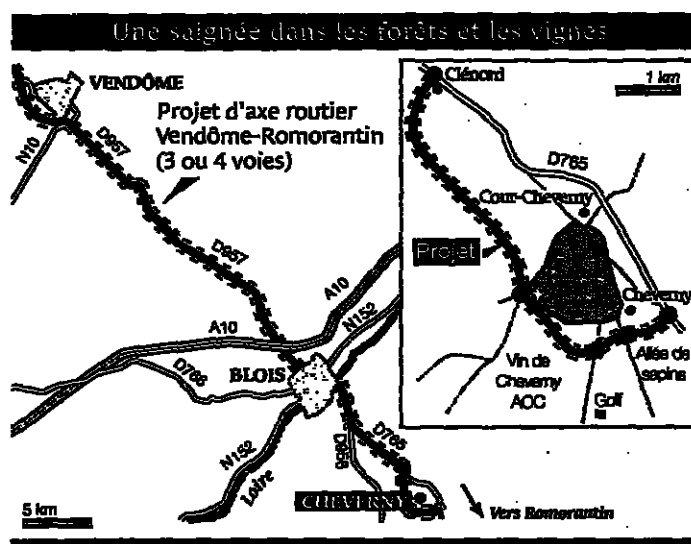 Une saignée dans les forêts et les vignes
VENDÔME
Projet d'axe routier
Vendôme-Romorantin
(3 ou 4 voies)
N10
D957
D957
A10
A10
N152
D766
BLOIS
N152
Loire
D765
D956
CHEVERNY
5 km
Vers Romorantin
Clénord
1 km
D765
Cour-Cheverny
Projet
Cheverny
Vin de
Cheverny
AOC
Golf
Allée de
sapins